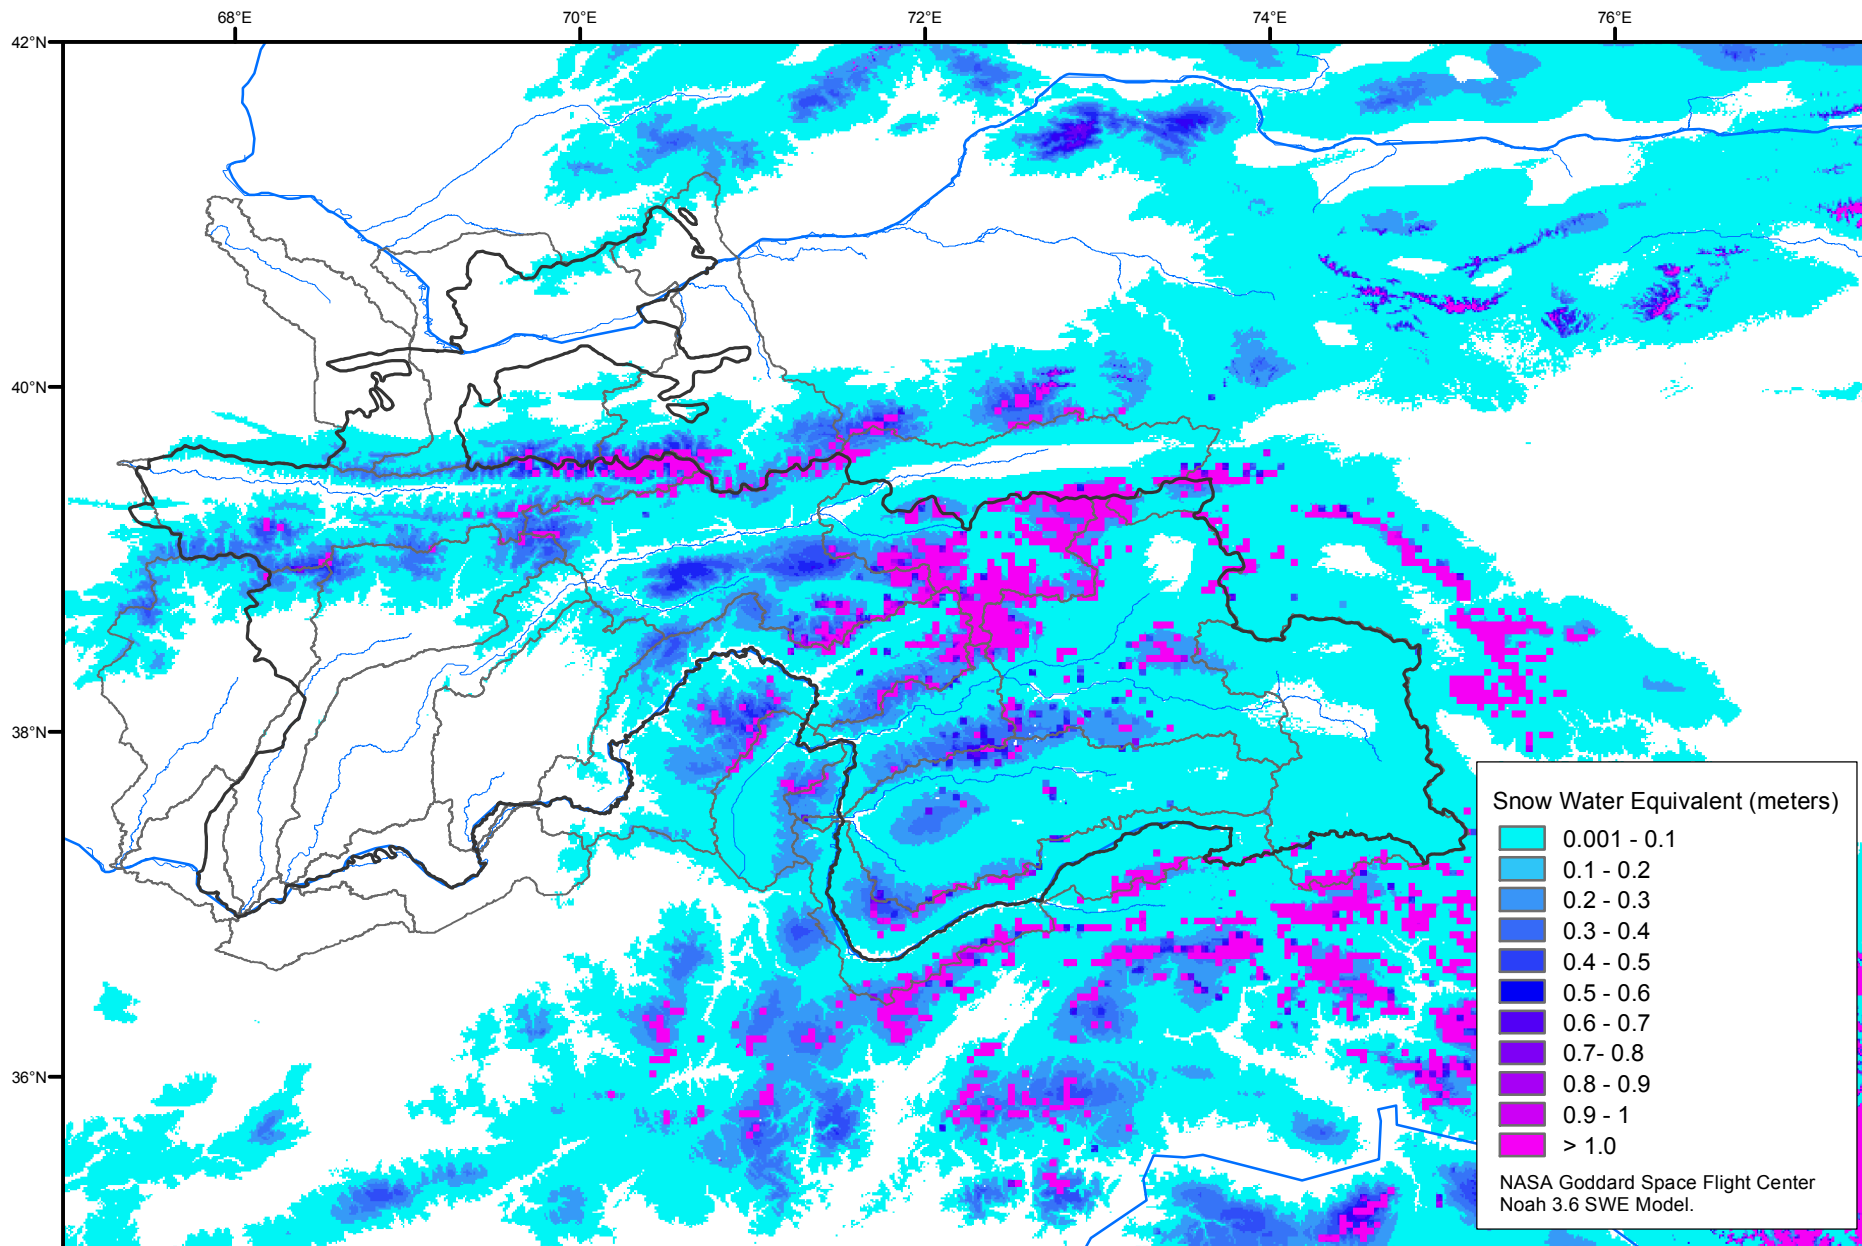 68°E 70°E 72°E 74°E 76°E
42°N
40°N
38°N
36°N
Snow Water Equivalent (meters)
0.001 - 0.1
0.1 - 0.2
0.2 - 0.3
0.3 - 0.4
0.4 - 0.5
0.5 - 0.6
0.6 - 0.7
0.7- 0.8
0.8 - 0.9
0.9 - 1
> 1.0
NASA Goddard Space Flight Center
Noah 3.6 SWE Model.